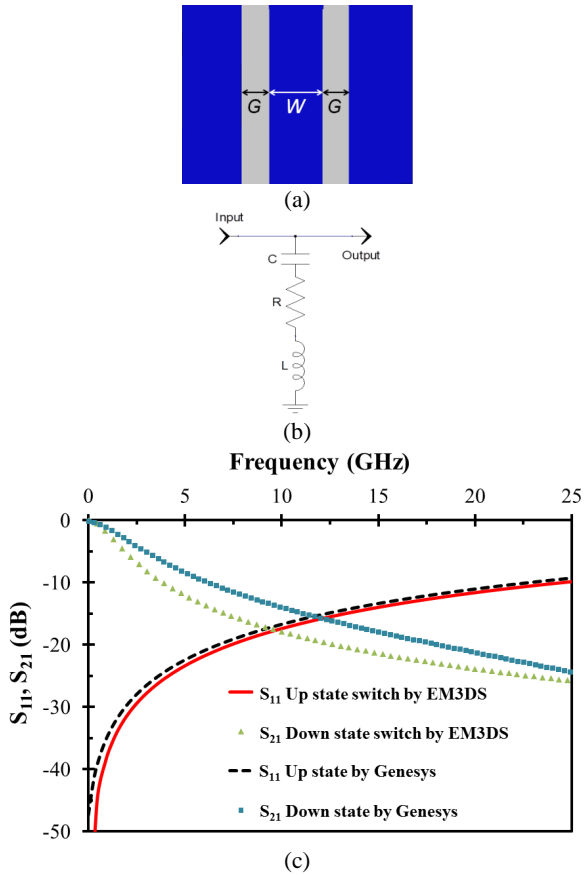 G W G
(a)
Input
Output
C
R
L
(b)
Frequency (GHz)
0 5 10 15 20 25
0
-10
-20
-30
-40
-50
S11, S21 (dB)
S11 Up state switch by EM3DS
S21 Down state switch by EM3DS
S11 Up state by Genesys
S21 Down state by Genesys
(c)